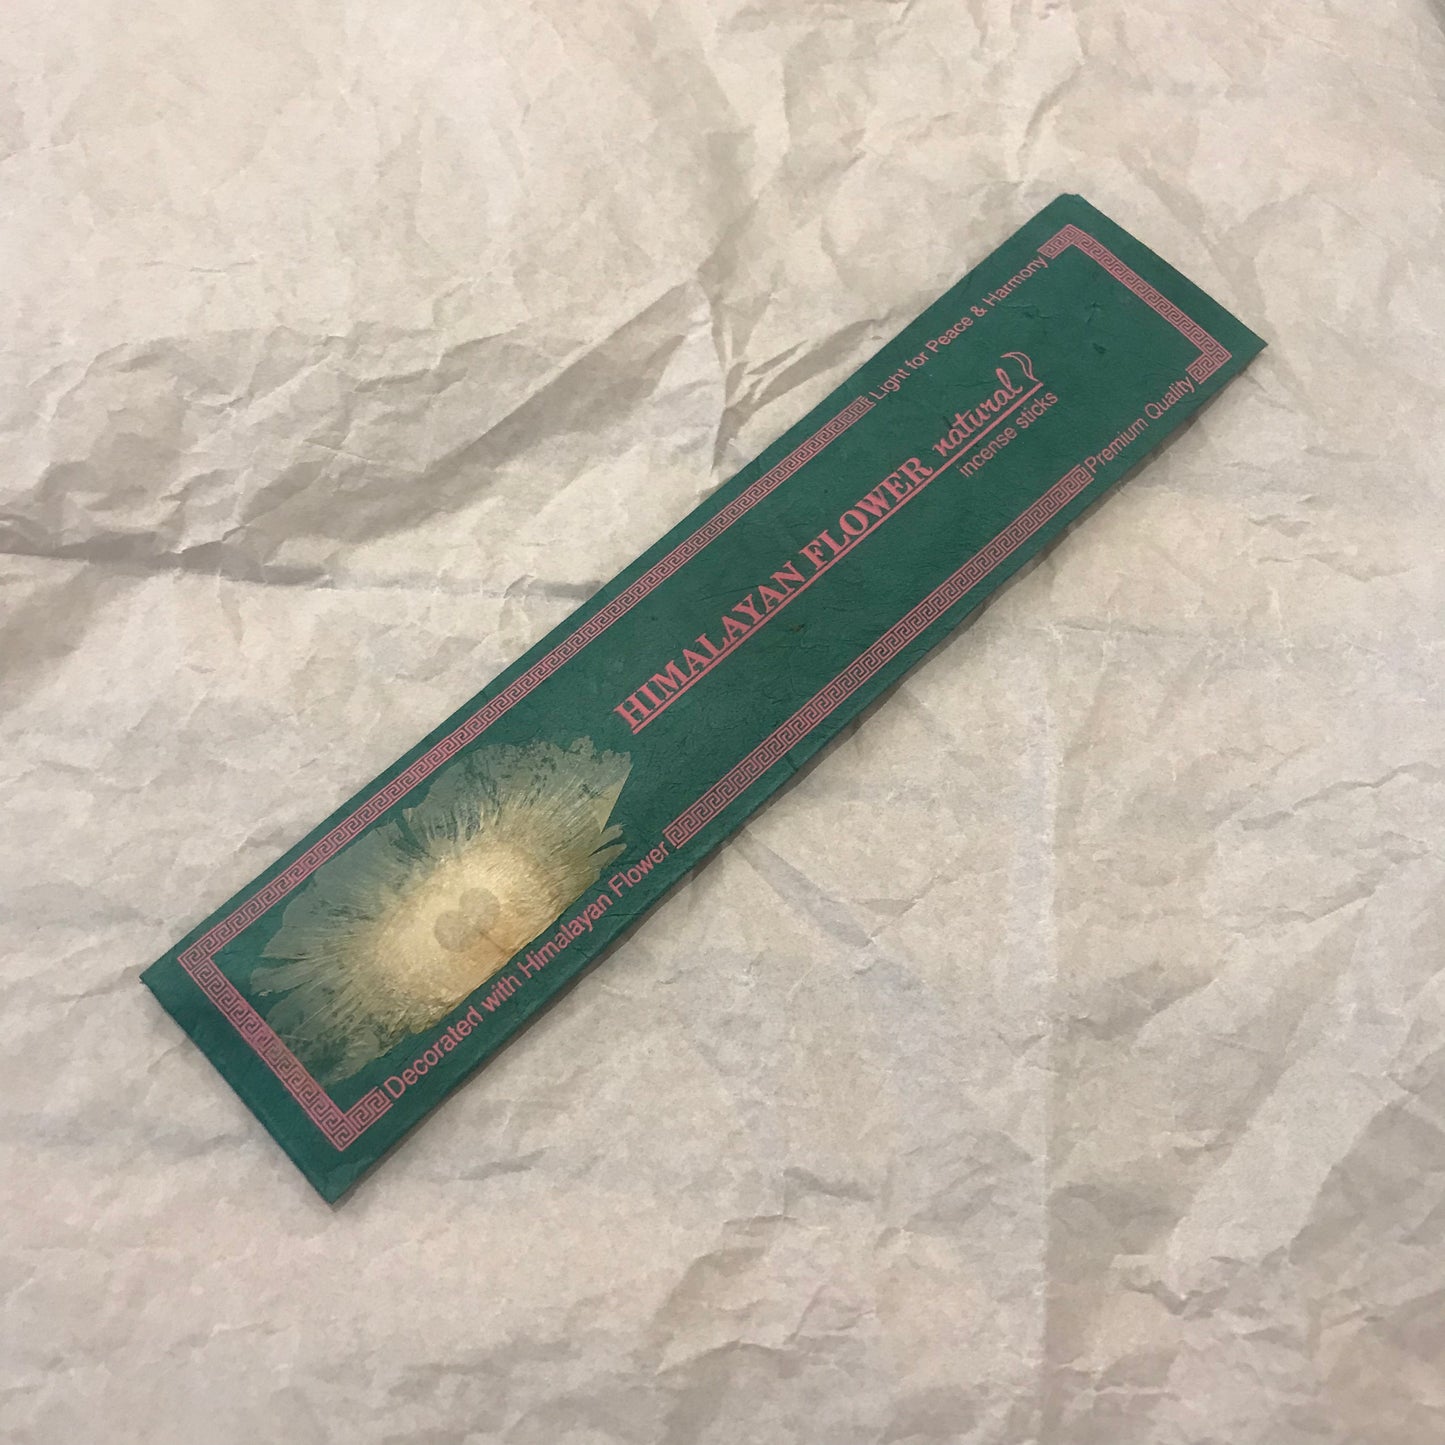 Light for Peace & Harmony
HIMALAYAN FLOWER natural
incense sticks
Premium Quality
Decorated with Himalayan Flower